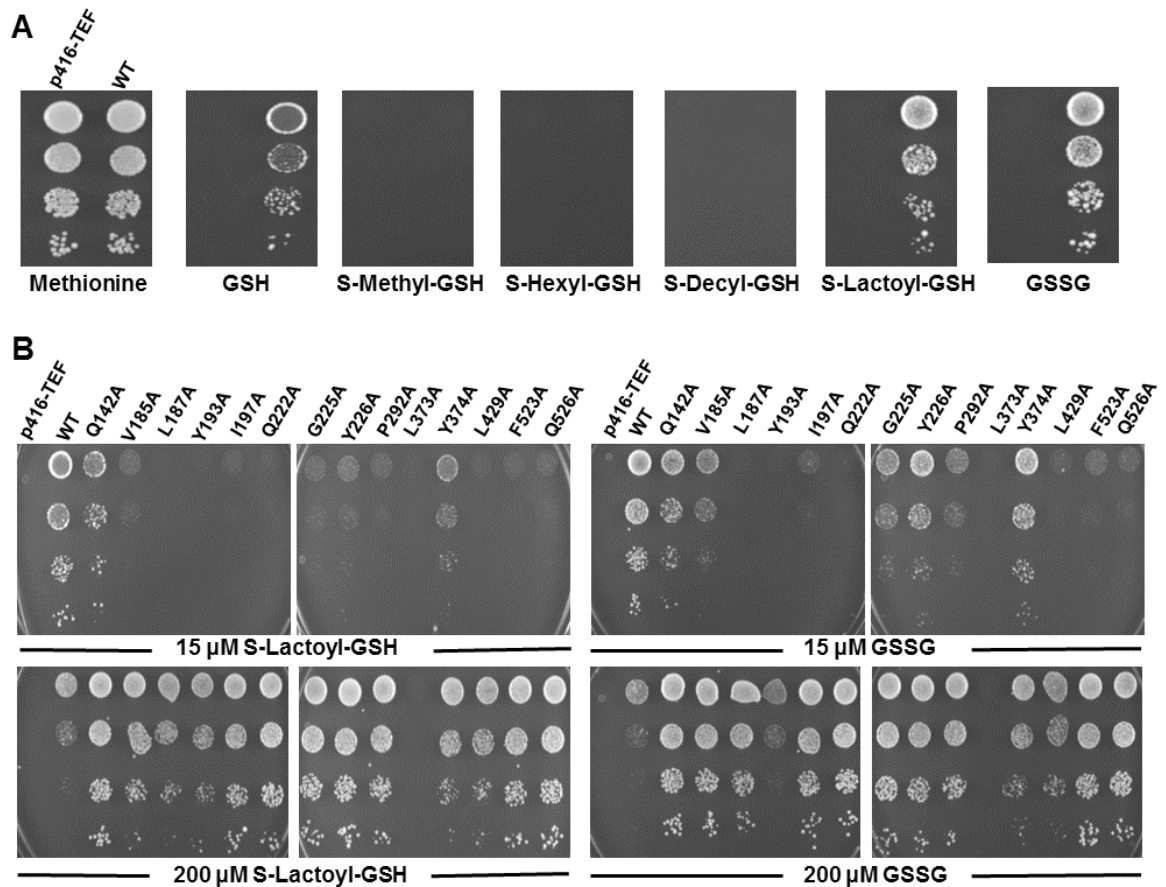 A
p416-TEF
WT
Methionine
GSH
S-Methyl-GSH
S-Hexyl-GSH
S-Decyl-GSH
S-Lactoyl-GSH
GSSG
B
p416-TEF
WT
Q142A
V185A
L187A
Y193A
I197A
Q222A
G225A
Y226A
P292A
L373A
Y374A
L429A
F523A
Q526A
p416-TEF
WT
Q142A
V185A
L187A
Y193A
I197A
Q222A
G225A
Y226A
P292A
L373A
Y374A
L429A
F523A
Q526A
15 µM S-Lactoyl-GSH
15 µM GSSG
200 µM S-Lactoyl-GSH
200 µM GSSG